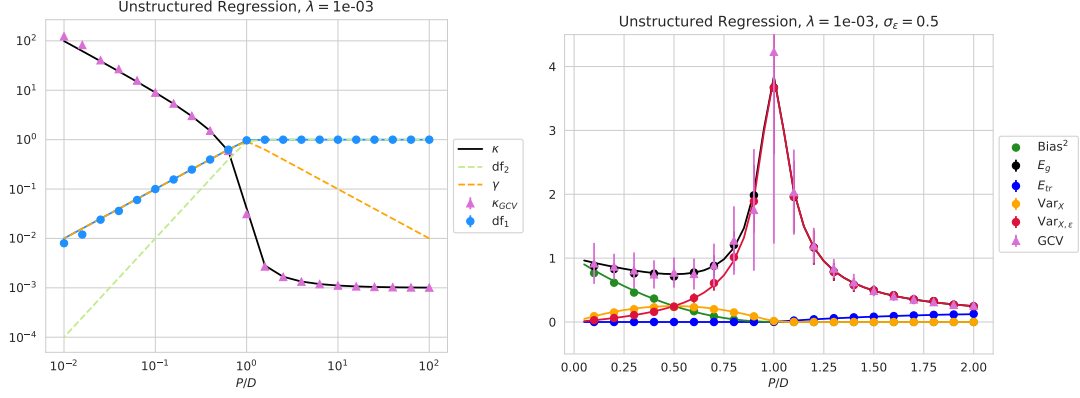 Unstructured Regression, λ = 1e-03
10²
10¹
10⁰
10⁻¹
10⁻²
10⁻³
10⁻⁴
10⁻² 10⁻¹ 10⁰ 10¹ 10²
P/D
κ
df₂
γ
κ_GCV
df₁
Unstructured Regression, λ = 1e-03, σ_ε = 0.5
4
3
2
1
0
0.00 0.25 0.50 0.75 1.00 1.25 1.50 1.75 2.00
P/D
Bias²
E_g
E_tr
Var_X
Var_X,ε
GCV